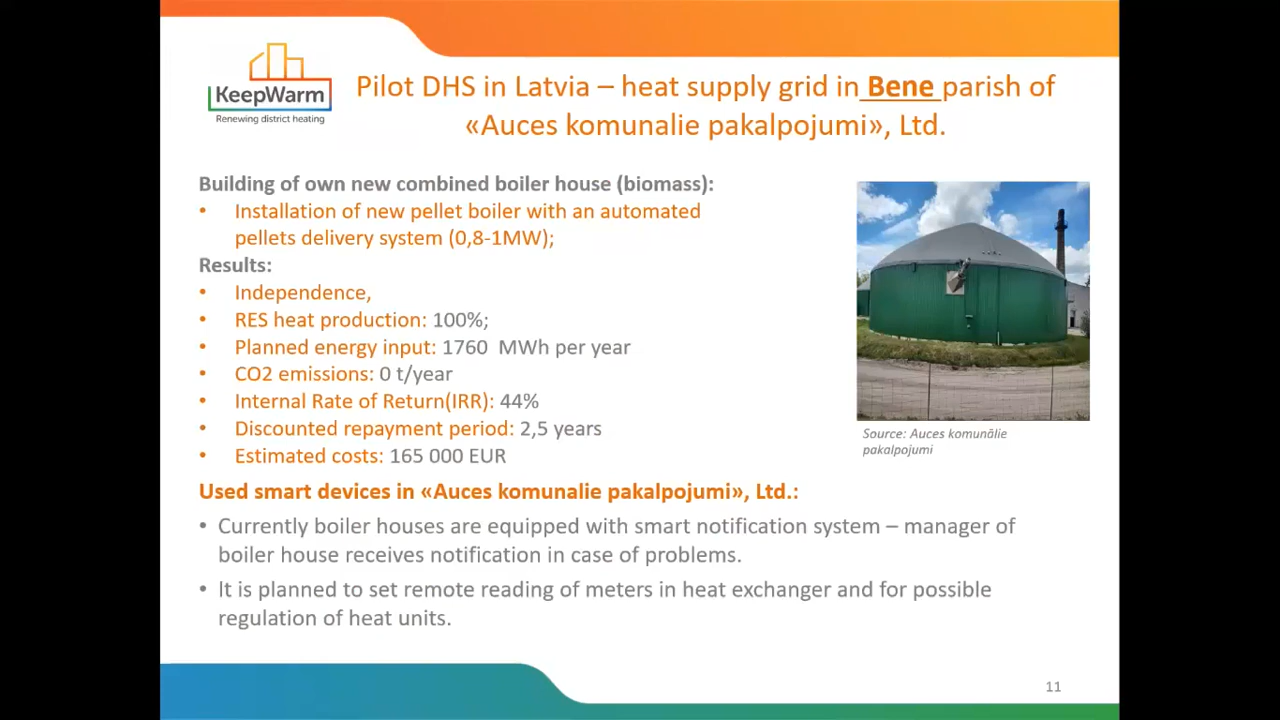 KeepWarm
Renewing district heating
Pilot DHS in Latvia – heat supply grid in Bene parish of
«Auces komunalie pakalpojumi», Ltd.
Building of own new combined boiler house (biomass):
• Installation of new pellet boiler with an automated
pellets delivery system (0,8-1MW);
Results:
• Independence,
• RES heat production: 100%;
• Planned energy input: 1760 MWh per year
• CO2 emissions: 0 t/year
• Internal Rate of Return(IRR): 44%
• Discounted repayment period: 2,5 years
• Estimated costs: 165 000 EUR
Source: Auces komunālie
pakalpojumi
Used smart devices in «Auces komunalie pakalpojumi», Ltd.:
• Currently boiler houses are equipped with smart notification system – manager of
boiler house receives notification in case of problems.
• It is planned to set remote reading of meters in heat exchanger and for possible
regulation of heat units.
11